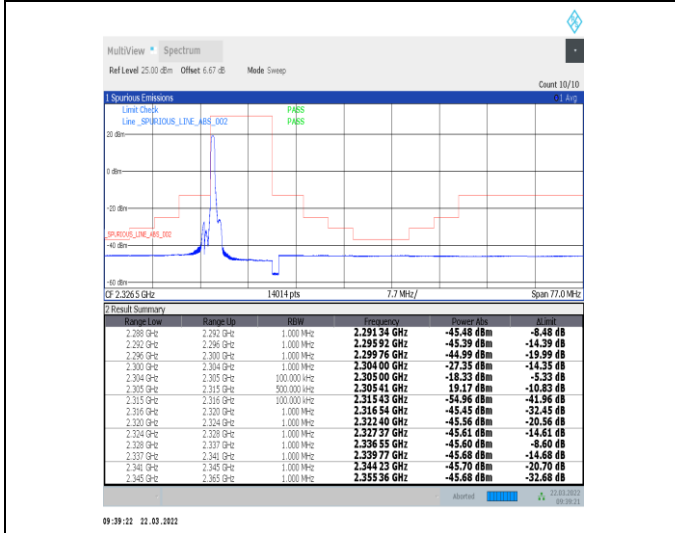 MultiView Spectrum
Ref Level 25.00 dBm Offset 6.67 dB Mode Sweep
Count 10/10
1 Spurious Emissions 1 Avg
Limit Check PASS
Line _SPURIOUS_LINE_ABS_002 PASS
20 dBm
0 dBm
-20 dBm
_SPURIOUS_LINE_ABS_002
-40 dBm
-60 dBm
CF 2.3265 GHz 14014 pts 7.7 MHz/ Span 77.0 MHz
2 Result Summary
Range Low Range Up RBW Frequency Power Abs ΔLimit
2.288 GHz 2.292 GHz 1.000 MHz 2.291 34 GHz -45.48 dBm -8.48 dB
2.292 GHz 2.296 GHz 1.000 MHz 2.295 92 GHz -45.39 dBm -14.39 dB
2.296 GHz 2.300 GHz 1.000 MHz 2.299 76 GHz -44.99 dBm -19.99 dB
2.300 GHz 2.304 GHz 1.000 MHz 2.304 00 GHz -27.35 dBm -14.35 dB
2.304 GHz 2.305 GHz 100.000 kHz 2.305 00 GHz -18.33 dBm -5.33 dB
2.305 GHz 2.315 GHz 500.000 kHz 2.305 41 GHz 19.17 dBm -10.83 dB
2.315 GHz 2.316 GHz 100.000 kHz 2.315 43 GHz -54.96 dBm -41.96 dB
2.316 GHz 2.320 GHz 1.000 MHz 2.316 54 GHz -45.45 dBm -32.45 dB
2.320 GHz 2.324 GHz 1.000 MHz 2.322 40 GHz -45.56 dBm -20.56 dB
2.324 GHz 2.328 GHz 1.000 MHz 2.327 37 GHz -45.61 dBm -14.61 dB
2.328 GHz 2.337 GHz 1.000 MHz 2.336 55 GHz -45.60 dBm -8.60 dB
2.337 GHz 2.341 GHz 1.000 MHz 2.339 77 GHz -45.68 dBm -14.68 dB
2.341 GHz 2.345 GHz 1.000 MHz 2.344 23 GHz -45.70 dBm -20.70 dB
2.345 GHz 2.365 GHz 1.000 MHz 2.355 36 GHz -45.68 dBm -32.68 dB
Aborted 22.03.2022
09:39:21
09:39:22 22.03.2022